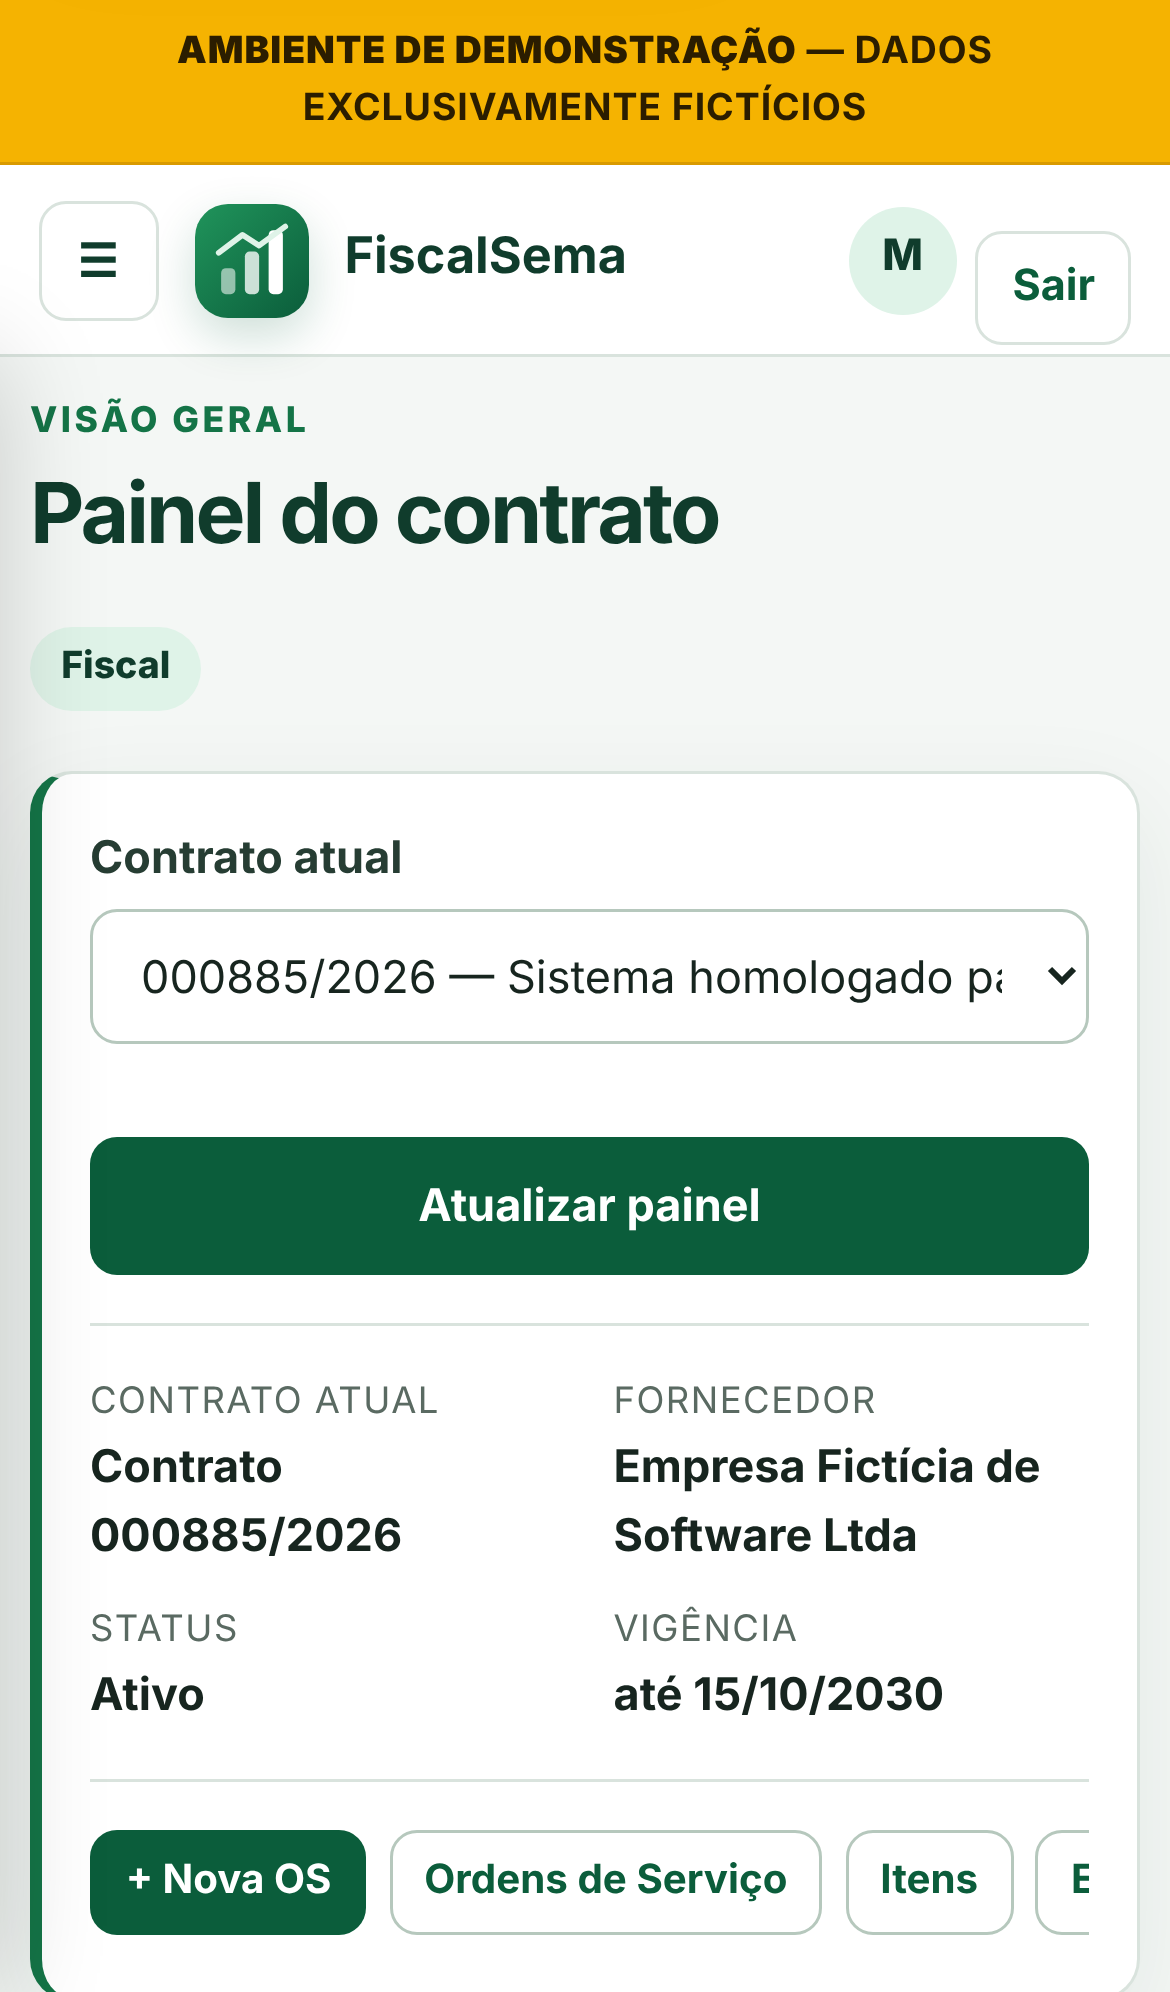 AMBIENTE DE DEMONSTRAÇÃO — DADOS
EXCLUSIVAMENTE FICTÍCIOS
FiscalSema
M
Sair
VISÃO GERAL
Painel do contrato
Fiscal
Contrato atual
000885/2026 — Sistema homologado
Atualizar painel
CONTRATO ATUAL
Contrato
000885/2026
FORNECEDOR
Empresa Fictícia de
Software Ltda
STATUS
Ativo
VIGÊNCIA
até 15/10/2030
+ Nova OS
Ordens de Serviço
Itens